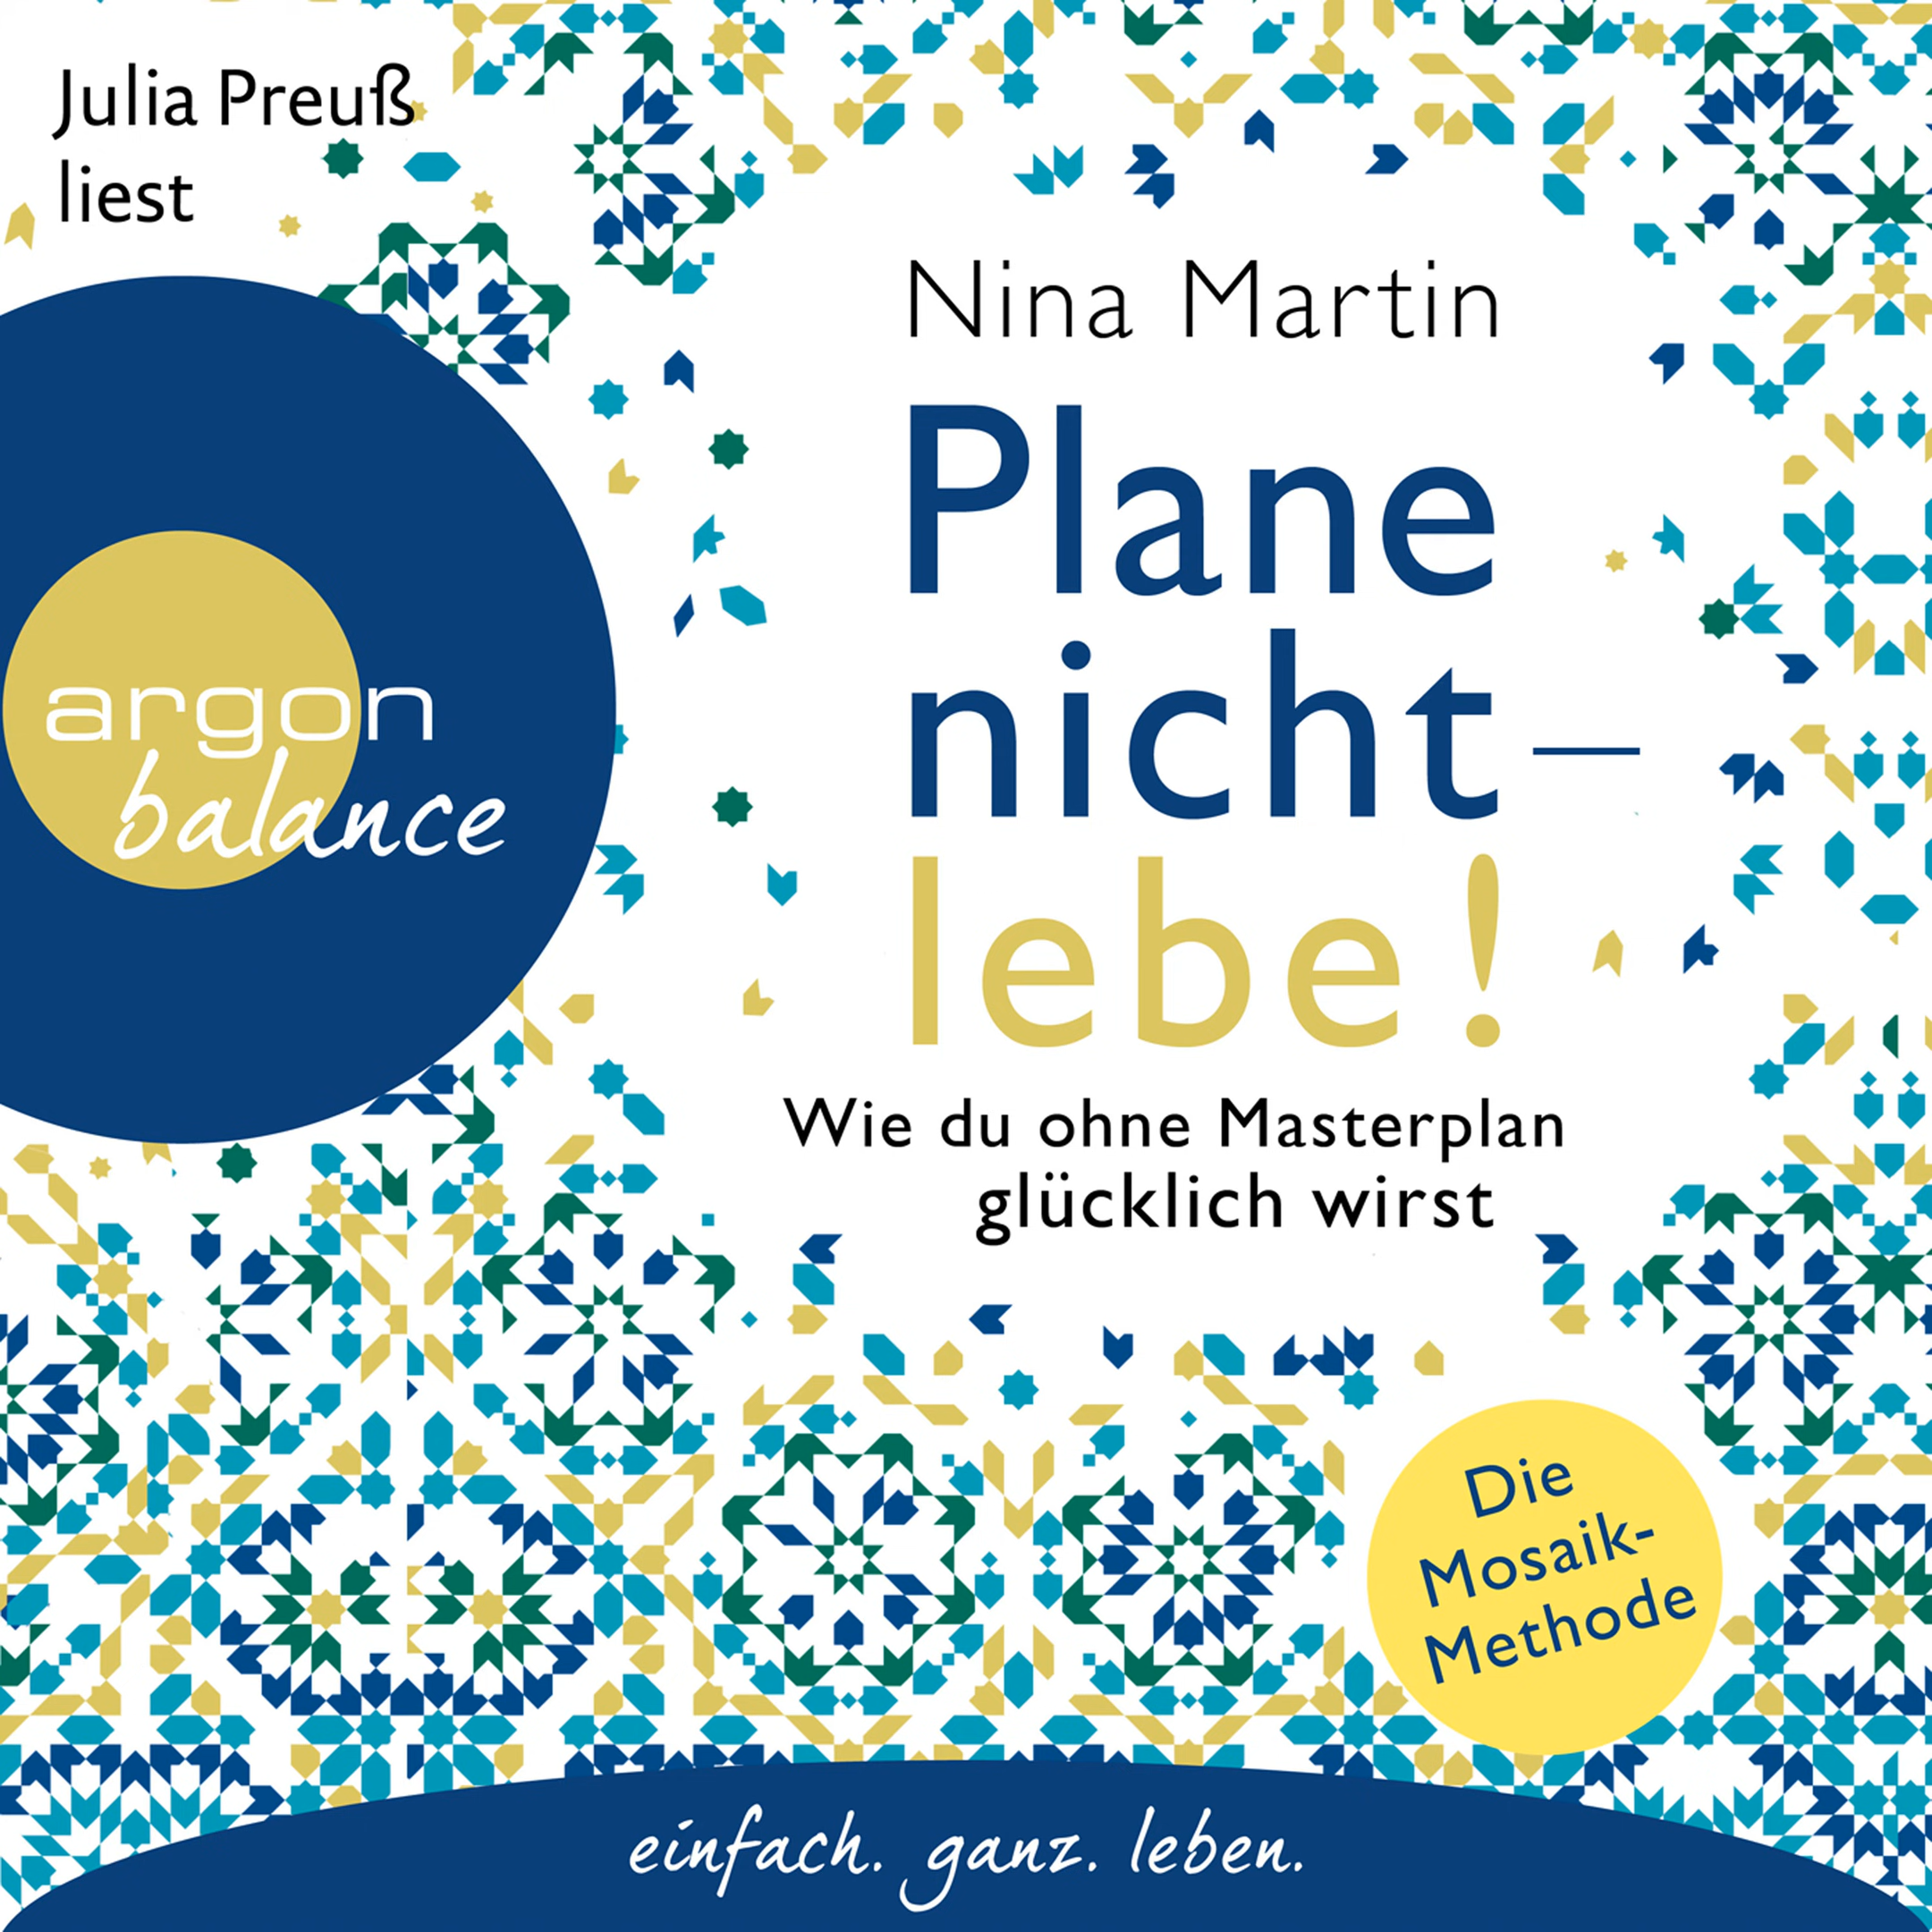 Julia Preuß
liest
Nina Martin
Plane
nicht –
lebe!
Wie du ohne Masterplan
glücklich wirst
argon
balance
Die
Mosaik-
Methode
einfach. ganz. leben.